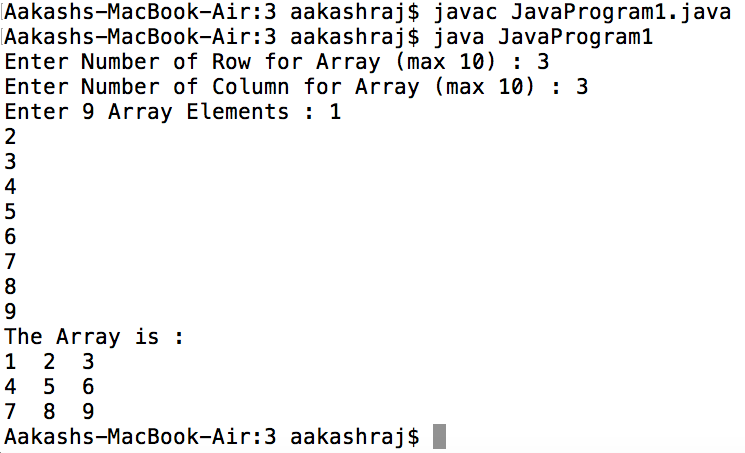 [Aakashs-MacBook-Air:3 aakashraj$ javac JavaProgram1.java
[Aakashs-MacBook-Air:3 aakashraj$ java JavaProgram1
Enter Number of Row for Array (max 10) : 3
Enter Number of Column for Array (max 10) : 3
Enter 9 Array Elements : 1
2
3
4
5
6
7
8
9
The Array is :
1  2  3
4  5  6
7  8  9
Aakashs-MacBook-Air:3 aakashraj$